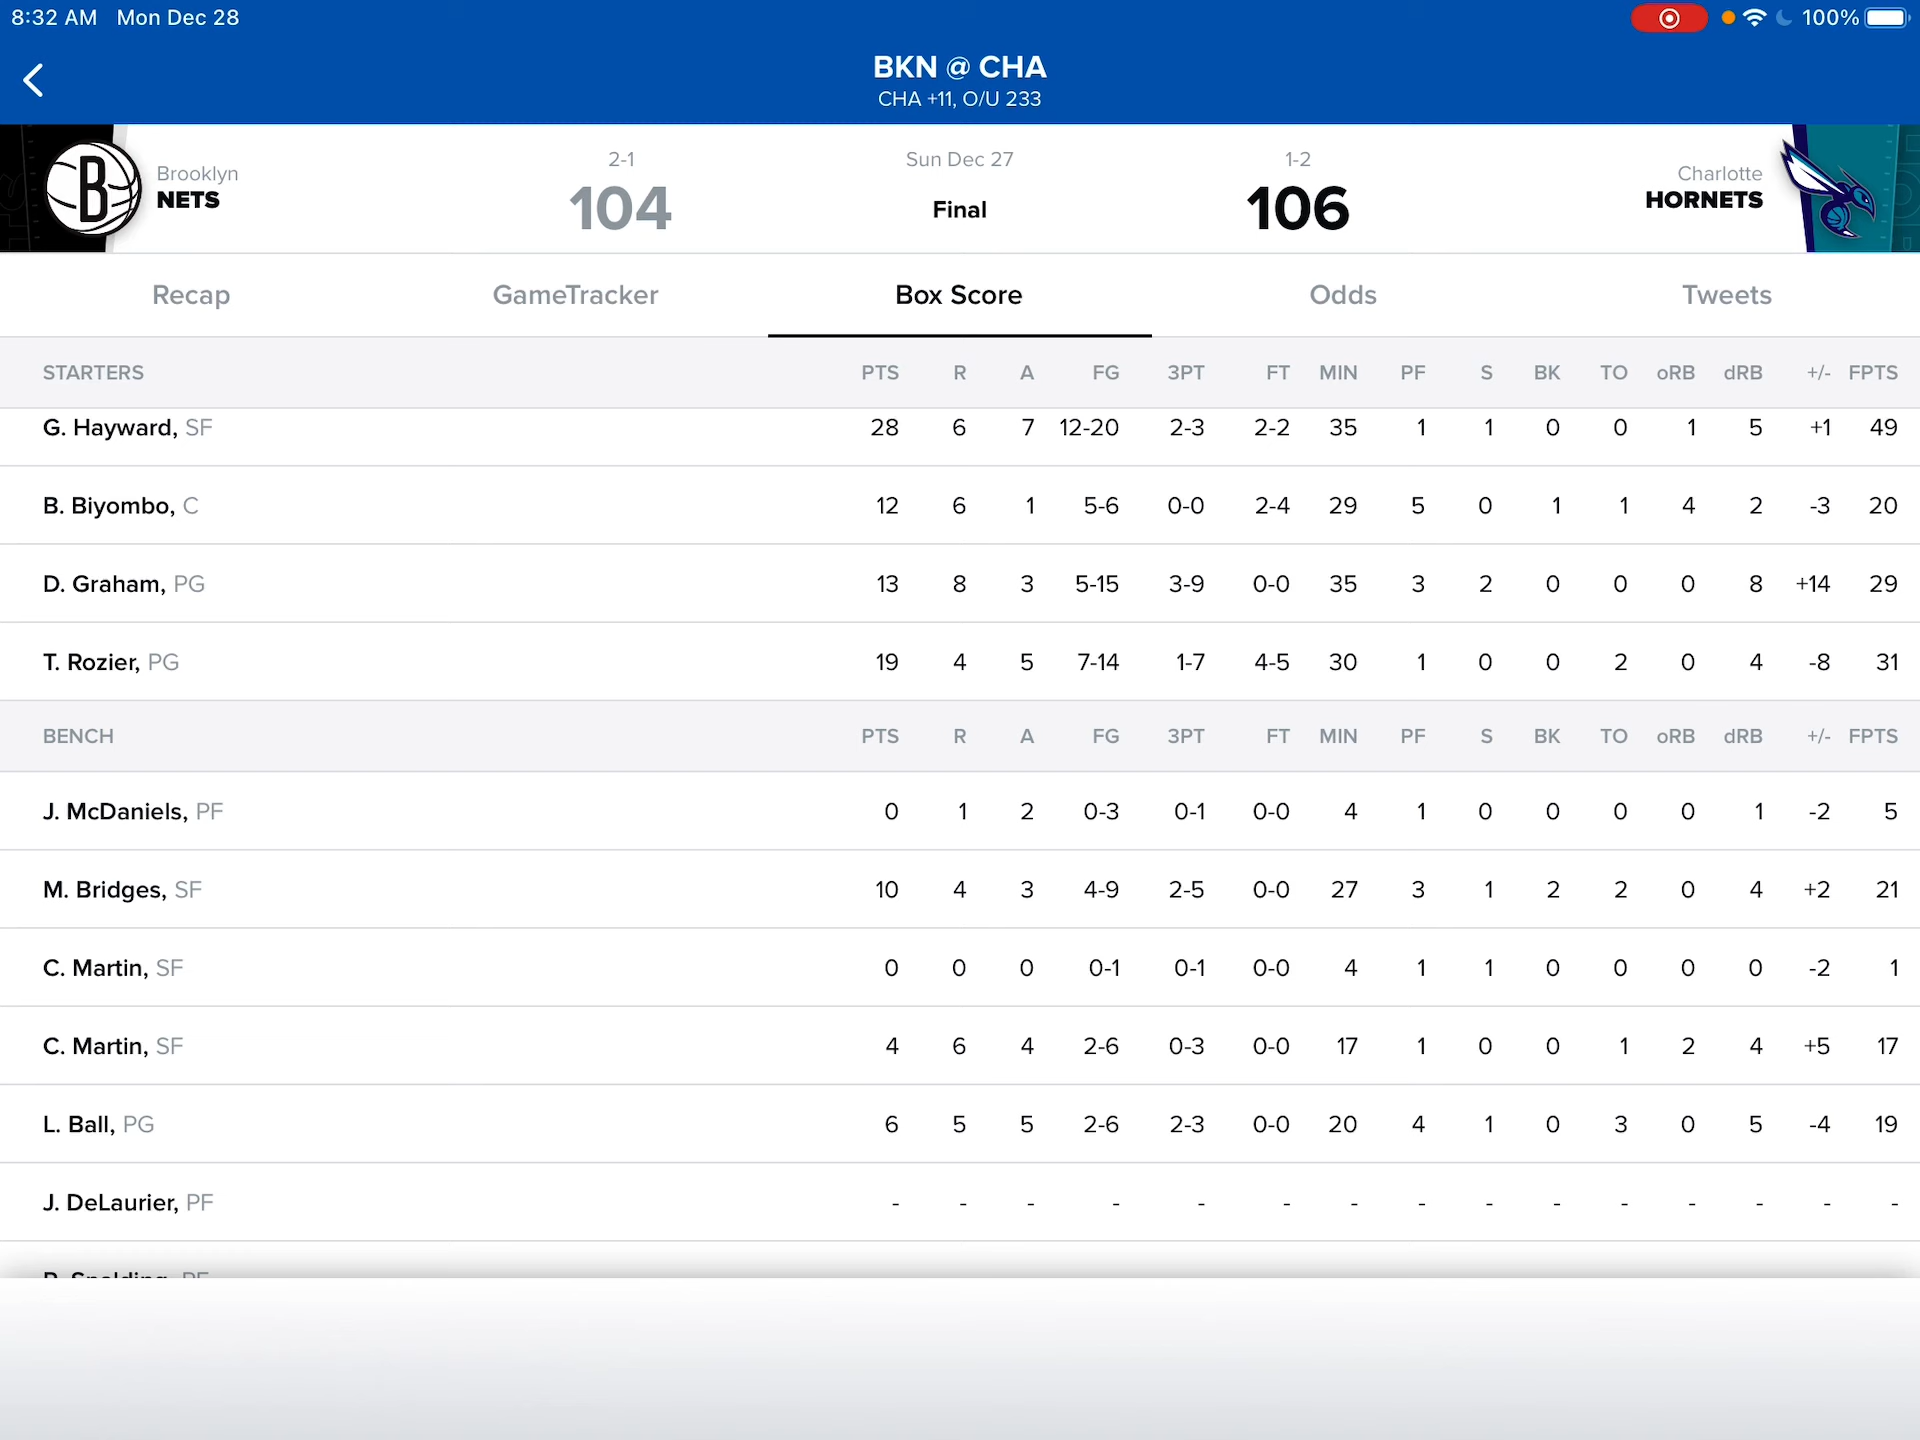 8:32 AM Mon Dec 28 100%
BKN @ CHA
CHA +11, O/U 233
B Brooklyn NETS 2-1 104 Sun Dec 27 Final 1-2 106 Charlotte HORNETS
Recap GameTracker Box Score Odds Tweets
STARTERS PTS R A FG 3PT FT MIN PF S BK TO oRB dRB +/- FPTS
G. Hayward, SF 28 6 7 12-20 2-3 2-2 35 1 1 0 0 1 5 +1 49
B. Biyombo, C 12 6 1 5-6 0-0 2-4 29 5 0 1 1 4 2 -3 20
D. Graham, PG 13 8 3 5-15 3-9 0-0 35 3 2 0 0 0 8 +14 29
T. Rozier, PG 19 4 5 7-14 1-7 4-5 30 1 0 0 2 0 4 -8 31
BENCH PTS R A FG 3PT FT MIN PF S BK TO oRB dRB +/- FPTS
J. McDaniels, PF 0 1 2 0-3 0-1 0-0 4 1 0 0 0 0 1 -2 5
M. Bridges, SF 10 4 3 4-9 2-5 0-0 27 3 1 2 2 0 4 +2 21
C. Martin, SF 0 0 0 0-1 0-1 0-0 4 1 1 0 0 0 0 -2 1
C. Martin, SF 4 6 4 2-6 0-3 0-0 17 1 0 0 1 2 4 +5 17
L. Ball, PG 6 5 5 2-6 2-3 0-0 20 4 1 0 3 0 5 -4 19
J. DeLaurier, PF - - - - - - - - - - - - - - -